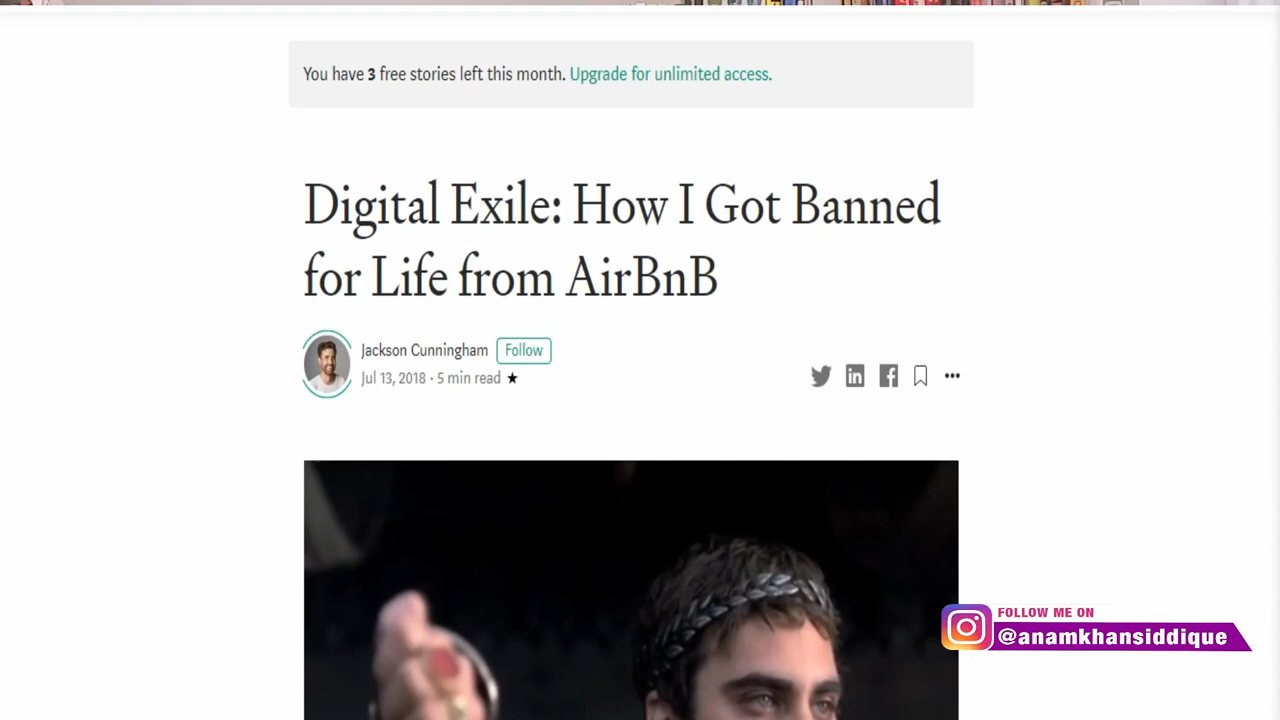 You have 3 free stories left this month. Upgrade for unlimited access.
Digital Exile: How I Got Banned
for Life from AirBnB
Jackson Cunningham Follow
Jul 13, 2018 · 5 min read ★
FOLLOW ME ON
@anamkhansiddique